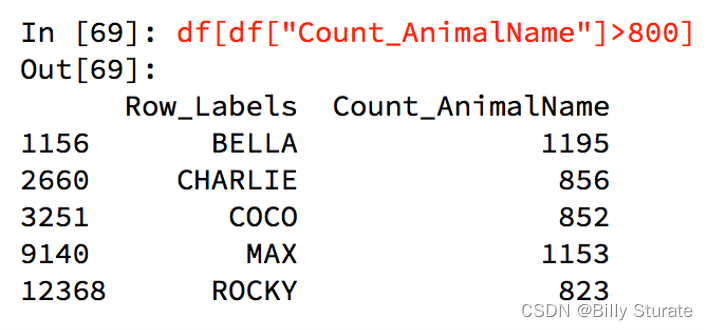 In [69]: df[df["Count_AnimalName"]>800]
Out[69]:
Row_Labels Count_AnimalName
1156 BELLA 1195
2660 CHARLIE 856
3251 COCO 852
9140 MAX 1153
12368 ROCKY 823
CSDN @Billy Sturate